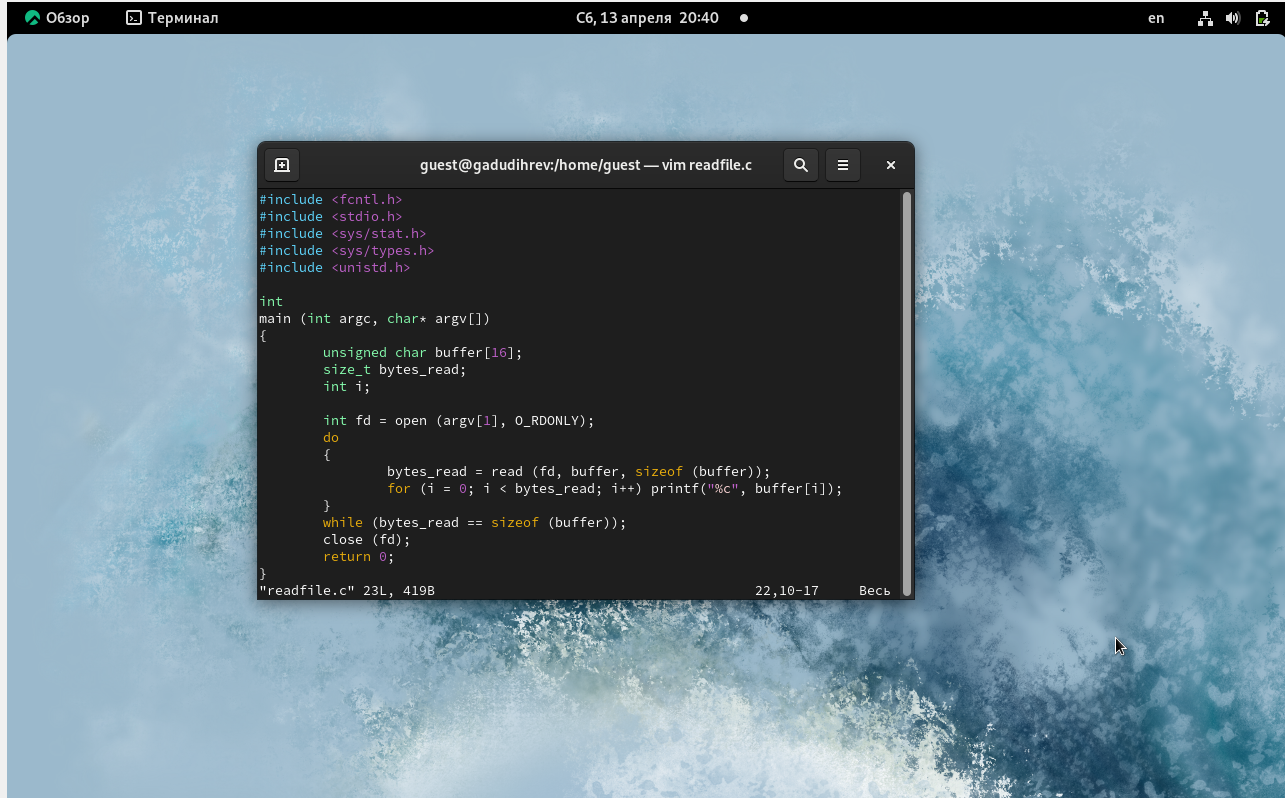 Обзор Терминал Сб, 13 апреля 20:40 en
guest@gadudihrev:/home/guest — vim readfile.c
#include <fcntl.h>
#include <stdio.h>
#include <sys/stat.h>
#include <sys/types.h>
#include <unistd.h>
int
main (int argc, char* argv[])
{
unsigned char buffer[16];
size_t bytes_read;
int i;
int fd = open (argv[1], O_RDONLY);
do
{
bytes_read = read (fd, buffer, sizeof (buffer));
for (i = 0; i < bytes_read; i++) printf("%c", buffer[i]);
}
while (bytes_read == sizeof (buffer));
close (fd);
return 0;
}
"readfile.c" 23L, 419B 22,10-17 Весь